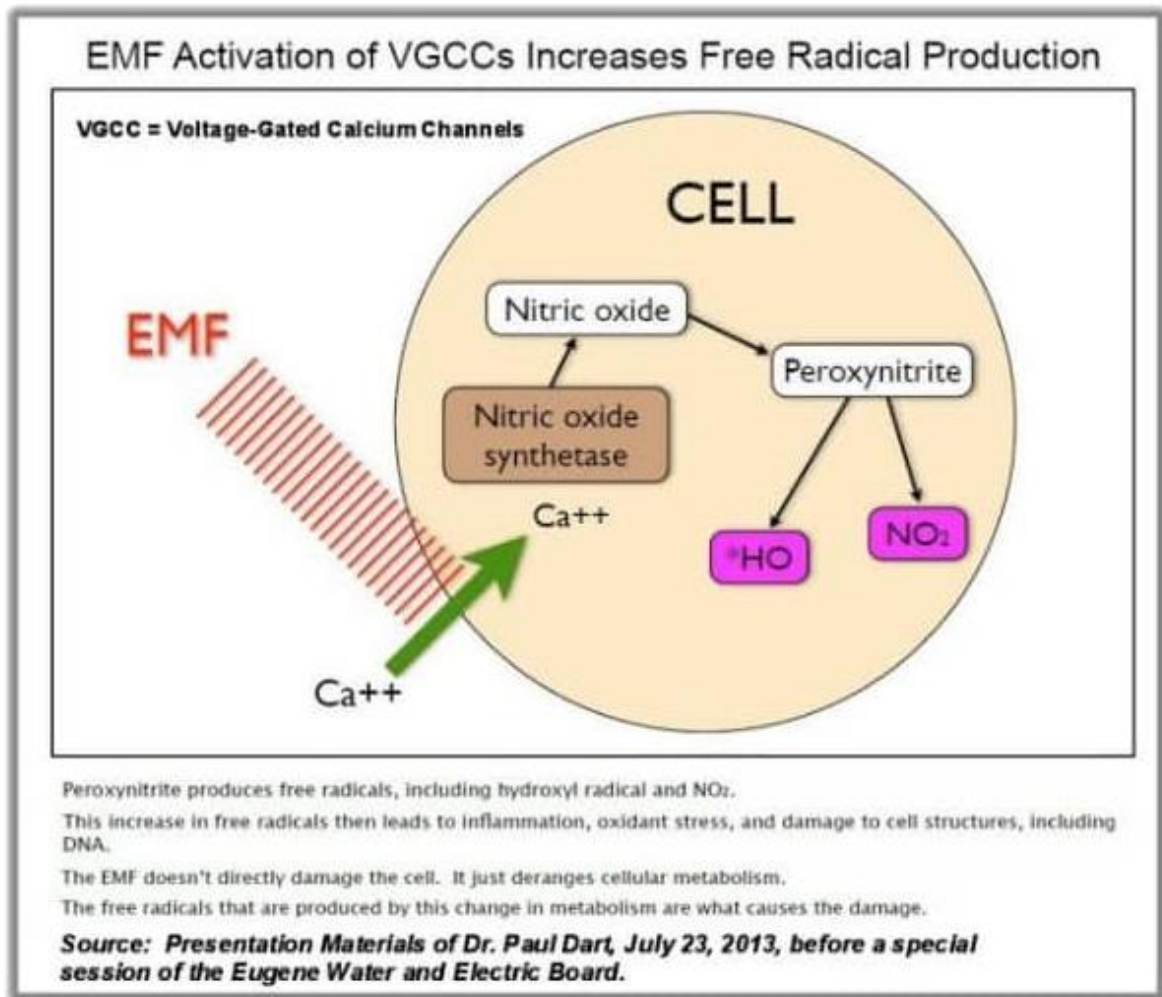 EMF Activation of VGCCs Increases Free Radical Production
VGCC = Voltage-Gated Calcium Channels
CELL
Nitric oxide
EMF
Peroxynitrite
Nitric oxide
synthetase
Ca++
*HO
NO₂
Ca++
Peroxynitrite produces free radicals, including hydroxyl radical and NO₂.
This increase in free radicals then leads to inflammation, oxidant stress, and damage to cell structures, including
DNA.
The EMF doesn't directly damage the cell. It just deranges cellular metabolism.
The free radicals that are produced by this change in metabolism are what causes the damage.
Source: Presentation Materials of Dr. Paul Dart, July 23, 2013, before a special
session of the Eugene Water and Electric Board.